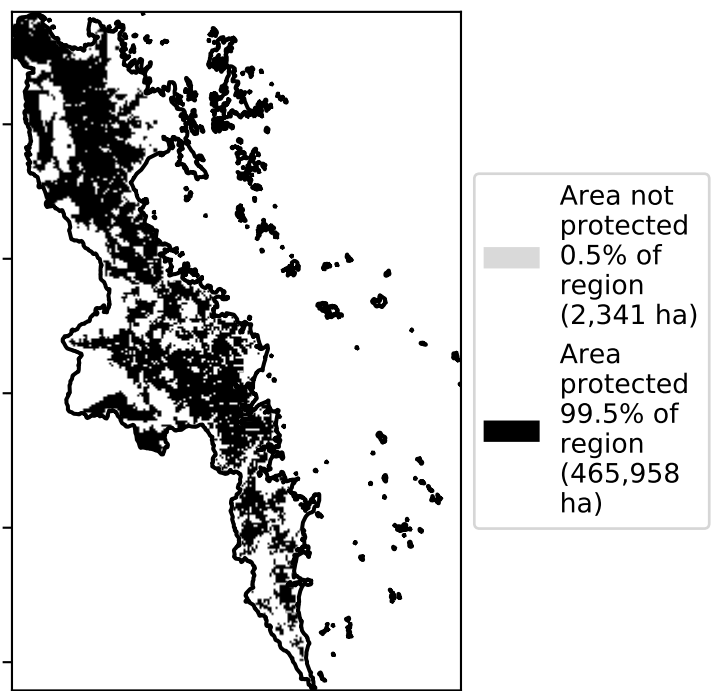 Area not
protected
0.5% of
region
(2,341 ha)
Area
protected
99.5% of
region
(465,958
ha)